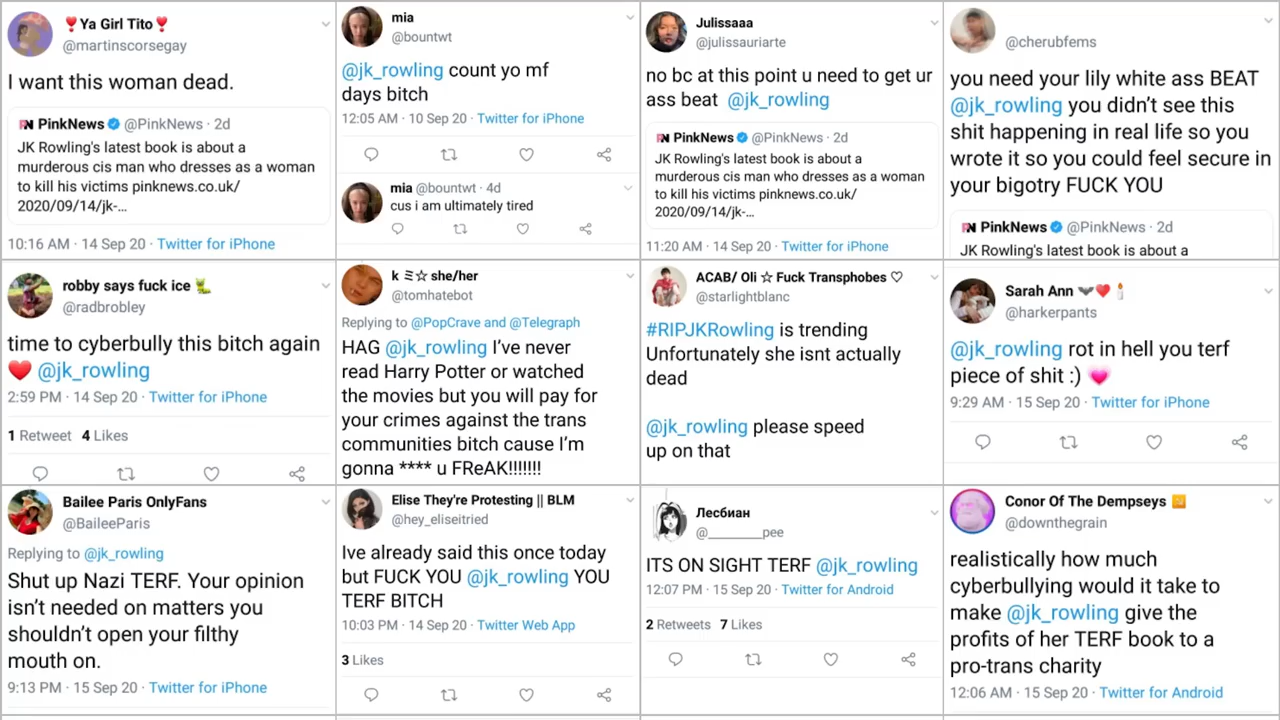 ❣️Ya Girl Tito❣️
@martinscorsegay
I want this woman dead.
PinkNews @PinkNews · 2d
JK Rowling's latest book is about a
murderous cis man who dresses as a woman
to kill his victims pinknews.co.uk/
2020/09/14/jk-...
10:16 AM · 14 Sep 20 · Twitter for iPhone
mia
@bountwt
@jk_rowling count yo mf
days bitch
12:05 AM · 10 Sep 20 · Twitter for iPhone
mia @bountwt · 4d
cus i am ultimately tired
Julissaaa
@julissauriarte
no bc at this point u need to get ur
ass beat @jk_rowling
PinkNews @PinkNews · 2d
JK Rowling's latest book is about a
murderous cis man who dresses as a woman
to kill his victims pinknews.co.uk/
2020/09/14/jk-...
11:20 AM · 14 Sep 20 · Twitter for iPhone
@cherubfems
you need your lily white ass BEAT
@jk_rowling you didn't see this
shit happening in real life so you
wrote it so you could feel secure in
your bigotry FUCK YOU
PinkNews @PinkNews · 2d
JK Rowling's latest book is about a
robby says fuck ice
@radbrobley
time to cyberbully this bitch again
❤️ @jk_rowling
2:59 PM · 14 Sep 20 · Twitter for iPhone
1 Retweet 4 Likes
k ミ☆ she/her
@tomhatebot
Replying to @PopCrave and @Telegraph
HAG @jk_rowling I've never
read Harry Potter or watched
the movies but you will pay for
your crimes against the trans
communities bitch cause I'm
gonna **** u FReAK!!!!!!!
ACAB/ Oli ☆ Fuck Transphobes ♡
@starlightblanc
#RIPJKRowling is trending
Unfortunately she isnt actually
dead
@jk_rowling please speed
up on that
Sarah Ann 🦇❤️🕯️
@harkerpants
@jk_rowling rot in hell you terf
piece of shit :) 💗
9:29 AM · 15 Sep 20 · Twitter for iPhone
Bailee Paris OnlyFans
@BaileeParis
Replying to @jk_rowling
Shut up Nazi TERF. Your opinion
isn't needed on matters you
shouldn't open your filthy
mouth on.
9:13 PM · 15 Sep 20 · Twitter for iPhone
Elise They're Protesting || BLM
@hey_eliseitried
Ive already said this once today
but FUCK YOU @jk_rowling YOU
TERF BITCH
10:03 PM · 14 Sep 20 · Twitter Web App
3 Likes
Лесбиан
@_______pee
ITS ON SIGHT TERF @jk_rowling
12:07 PM · 15 Sep 20 · Twitter for Android
2 Retweets 7 Likes
Conor Of The Dempseys
@downthegrain
realistically how much
cyberbullying would it take to
make @jk_rowling give the
profits of her TERF book to a
pro-trans charity
12:06 AM · 15 Sep 20 · Twitter for Android